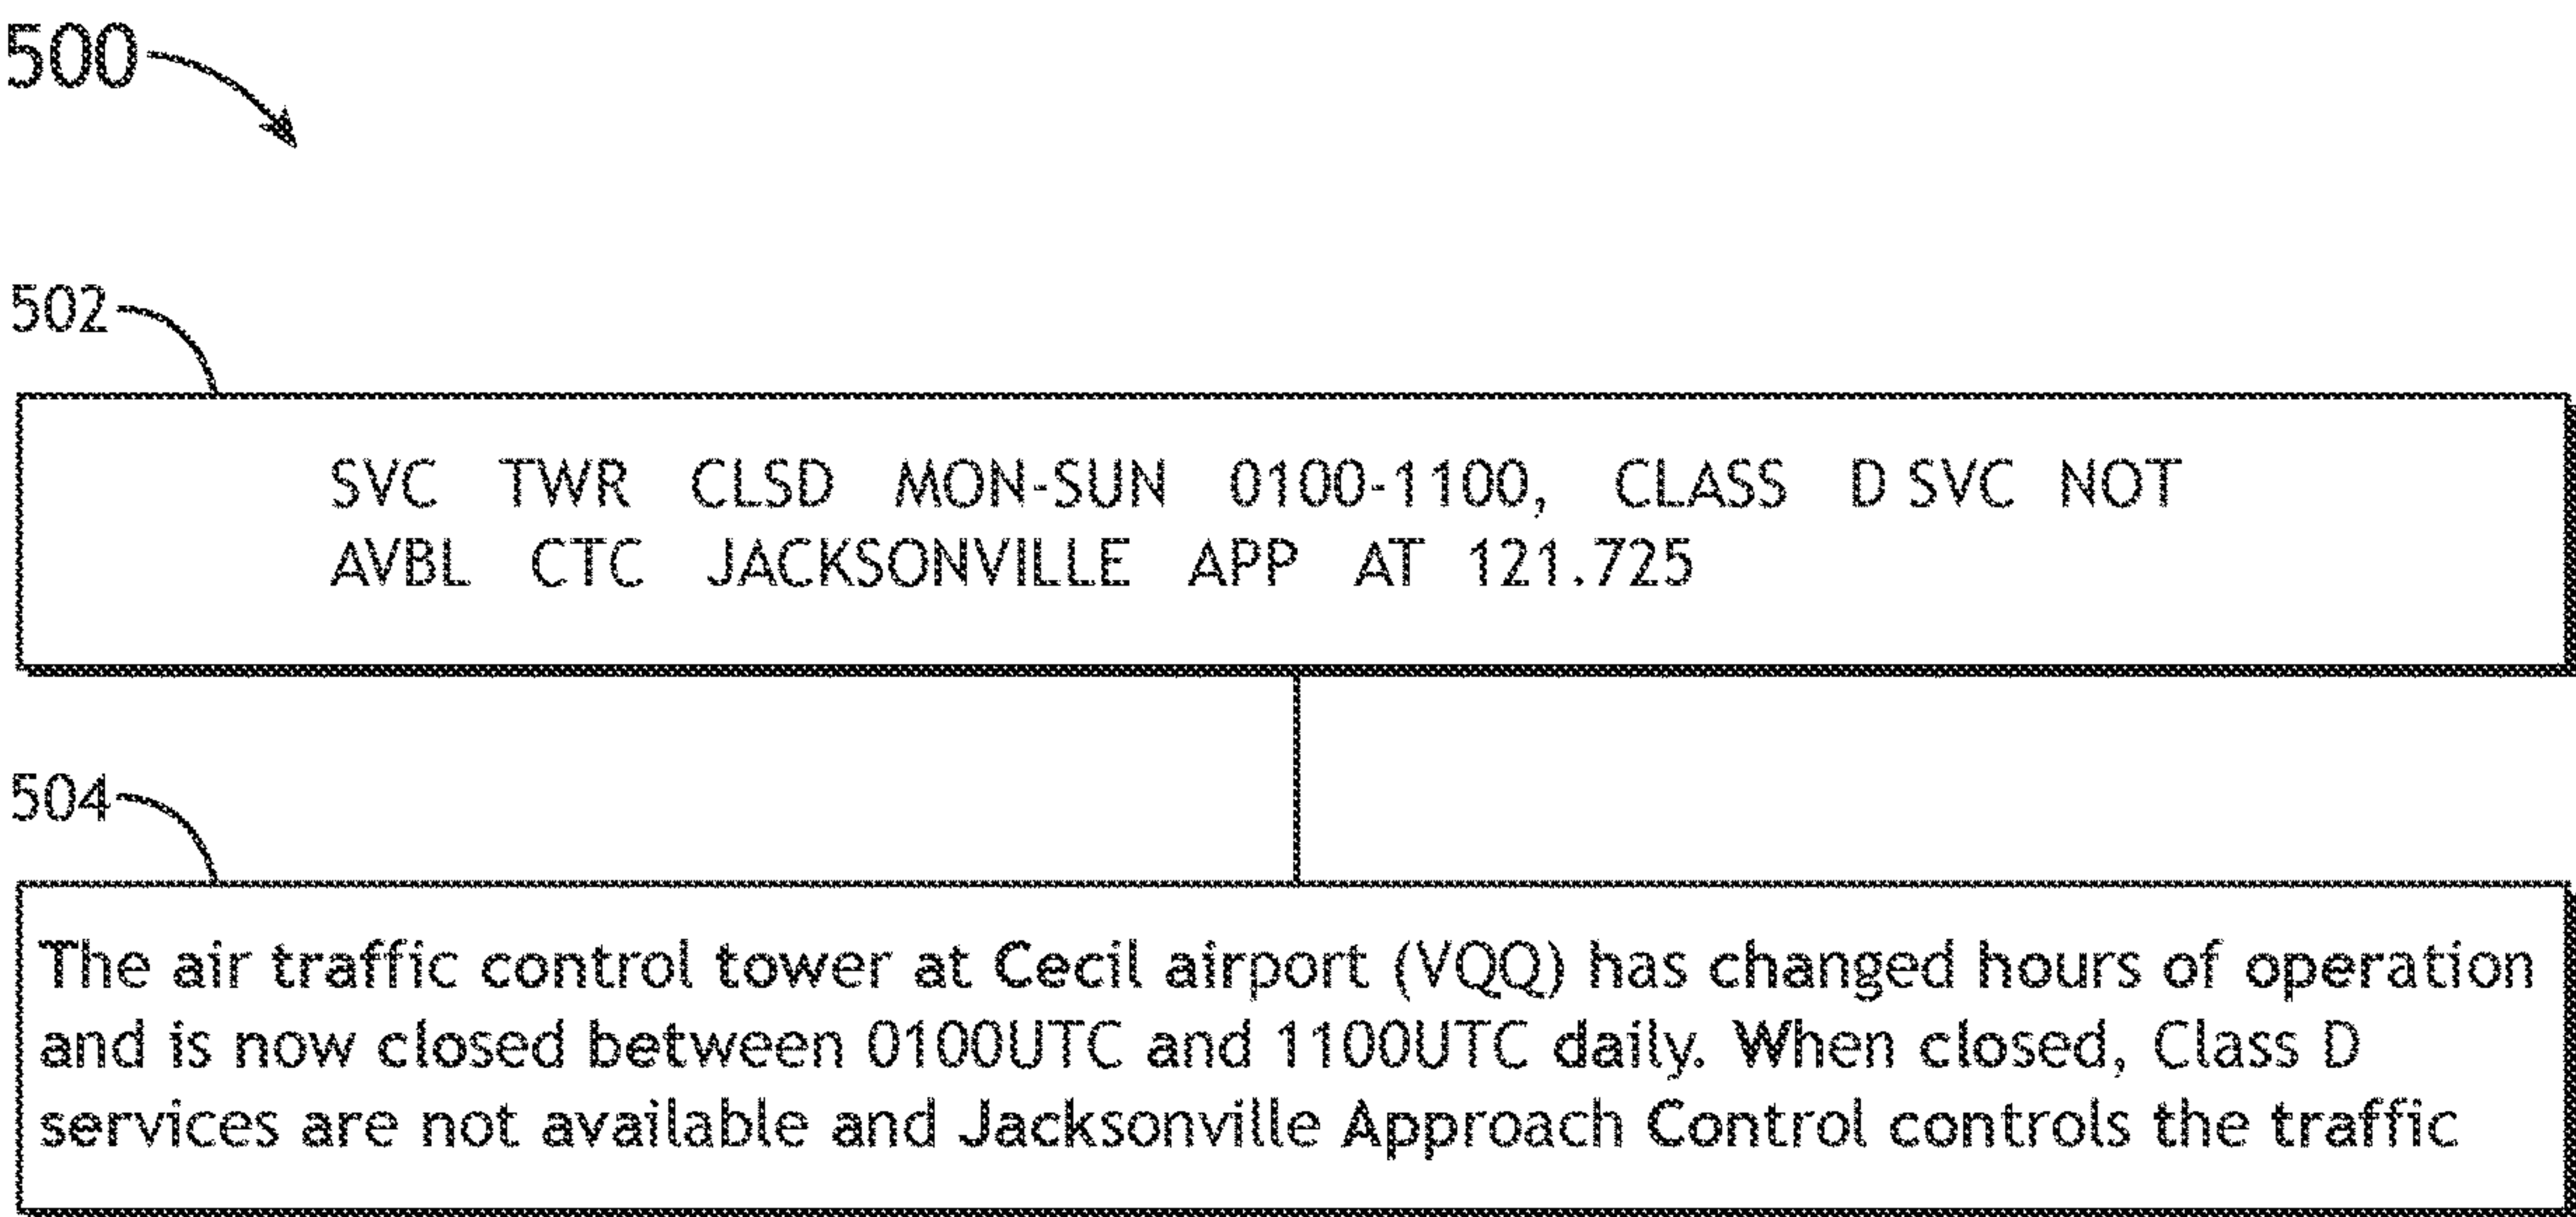 500
502
SVC TWR CLSD MON-SUN 0100-1100, CLASS D SVC NOT
AVBL CTC JACKSONVILLE APP AT 121.725
504
The air traffic control tower at Cecil airport (VQQ) has changed hours of operation
and is now closed between 0100UTC and 1100UTC daily. When closed, Class D
services are not available and Jacksonville Approach Control controls the traffic